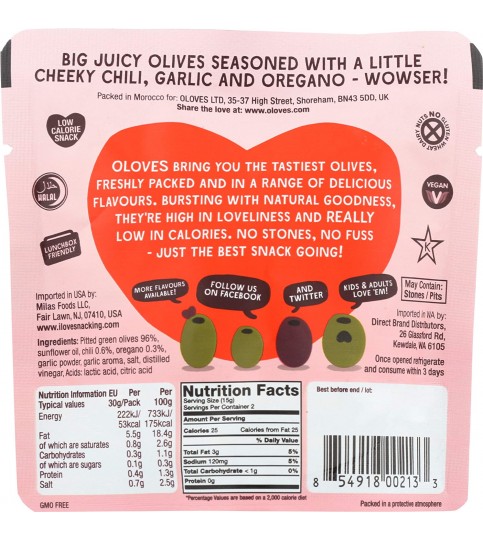 BIG JUICY OLIVES SEASONED WITH A LITTLE
CHEEKY CHILI, GARLIC AND OREGANO - WOWSER!
Packed in Morocco for: OLOVES LTD, 35-37 High Street, Shoreham, BN43 5DD, UK
Share the love at: www.oloves.com
LOW
CALORIE
SNACK
NO GLUTEN WHEAT DAIRY NUTS
HALAL
VEGAN
V
LUNCHBOX
FRIENDLY
K
OLOVES BRING YOU THE TASTIEST OLIVES,
FRESHLY PACKED AND IN A RANGE OF DELICIOUS
FLAVOURS. BURSTING WITH NATURAL GOODNESS,
THEY'RE HIGH IN LOVELINESS AND REALLY
LOW IN CALORIES. NO STONES, NO FUSS
- JUST THE BEST SNACK GOING!
MORE FLAVOURS
AVAILABLE!
FOLLOW US
ON FACEBOOK
AND
TWITTER
KIDS & ADULTS
LOVE 'EM!
May Contain:
Stones / Pits
Imported in USA by:
Milas Foods LLC,
Fair Lawn, NJ, 07410, USA
www.ilovesnacking.com
Ingredients: Pitted green olives 96%,
sunflower oil, chili 0.6%, oregano 0.3%,
garlic powder, garlic aroma, salt, distilled
vinegar, Acids: lactic acid, citric acid
Imported in WA by:
Direct Brand Distributors,
26 Glassford Rd,
Kewdale, WA 6105
Once opened refrigerate
and consume within 3 days
Nutrition Information EU Per Per
Typical values 30g/Pack 100g
Energy 222KJ/ 733kJ/
53kcal 175kcal
Fat 5.5g 18.4g
of which are saturates 0.8g 2.6g
Carbohydrates 0.3g 1.1g
of which are sugars 0.1g 0.3g
Protein 0.4g 1.3g
Salt 0.7g 2.5g
GMO FREE
Nutrition Facts
Serving Size (15g)
Servings Per Container 2
Amount Per Serving
Calories 25 Calories from Fat 25
% Daily Value
Total Fat 3g 5%
Sodium 120mg 5%
Total Carbohydrate < 1g 0%
Protein 0g
*Percentage Values are based on a 2,000 calorie diet
Best before end / lot:
8 54918 00213 3
Packed in a protective atmosphere